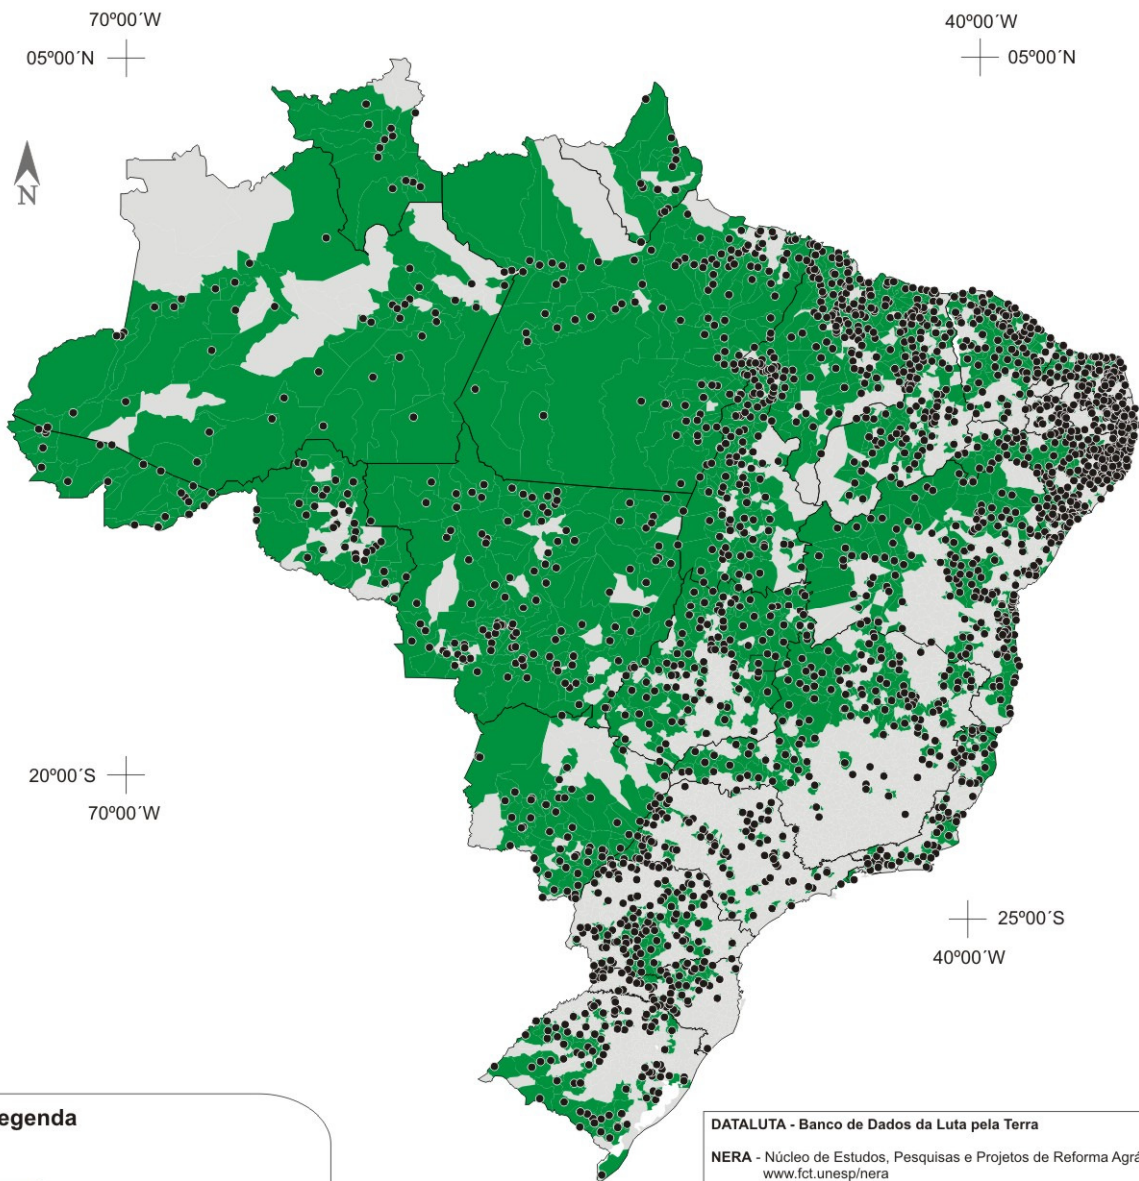 70º00´W
40º00´W
05º00´N
05º00´N
N
20º00´S
70º00´W
25º00´S
40º00´W
egenda
DATALUTA - Banco de Dados da Luta pela Terra
NERA - Núcleo de Estudos, Pesquisas e Projetos de Reforma Agrá
www.fct.unesp/nera